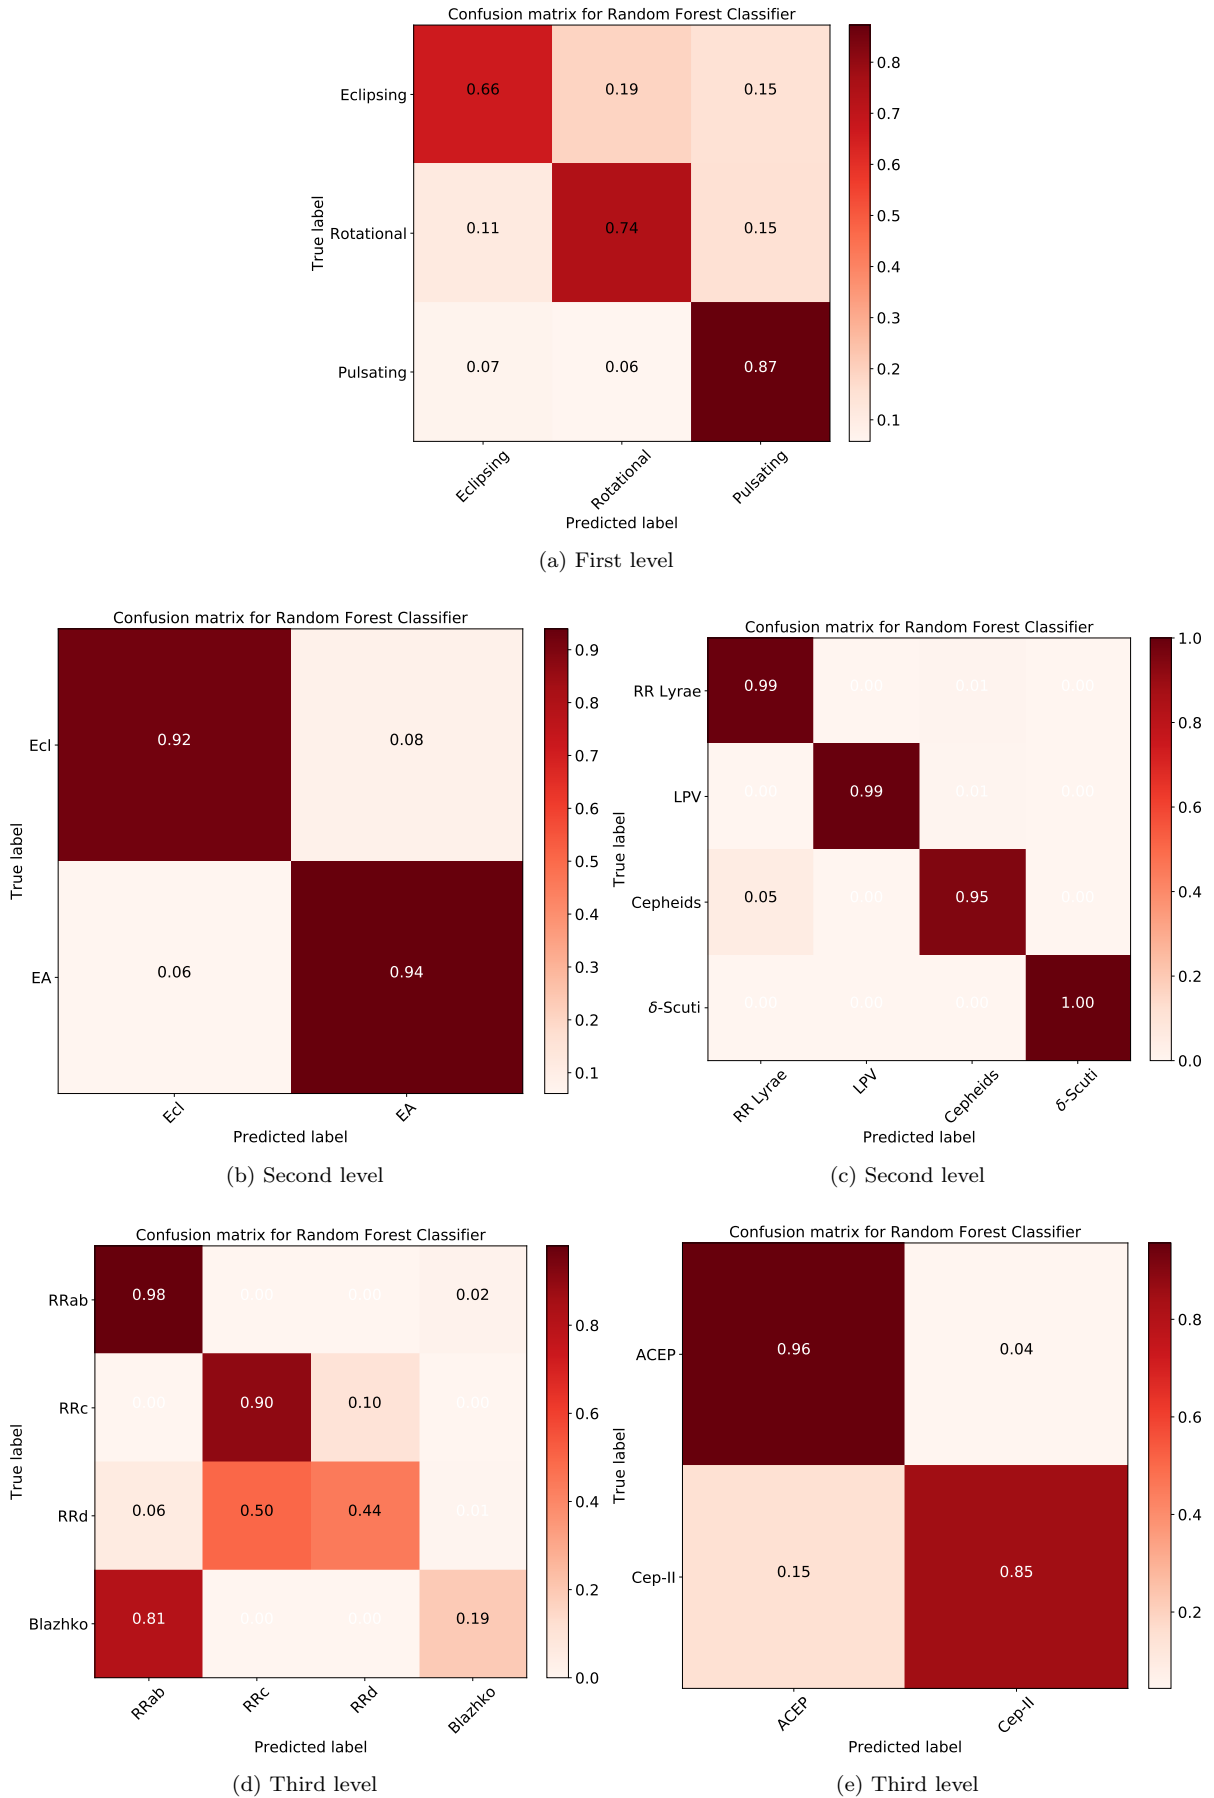 Confusion matrix for Random Forest Classifier
Eclipsing 0.66 0.19 0.15
Rotational 0.11 0.74 0.15
Pulsating 0.07 0.06 0.87
True label
Eclipsing Rotational Pulsating
Predicted label
0.8
0.7
0.6
0.5
0.4
0.3
0.2
0.1
(a) First level
Confusion matrix for Random Forest Classifier
Ecl 0.92 0.08
EA 0.06 0.94
True label
Ecl EA
Predicted label
0.9
0.8
0.7
0.6
0.5
0.4
0.3
0.2
0.1
(b) Second level
Confusion matrix for Random Forest Classifier
RR Lyrae 0.99 0.00 0.01 0.00
LPV 0.00 0.99 0.01 0.00
Cepheids 0.05 0.00 0.95 0.00
δ-Scuti 0.00 0.00 0.00 1.00
True label
RR Lyrae LPV Cepheids δ-Scuti
Predicted label
1.0
0.8
0.6
0.4
0.2
0.0
(c) Second level
Confusion matrix for Random Forest Classifier
RRab 0.98 0.00 0.00 0.02
RRc 0.00 0.90 0.10 0.00
RRd 0.06 0.50 0.44 0.01
Blazhko 0.81 0.00 0.00 0.19
True label
RRab RRc RRd Blazhko
Predicted label
0.8
0.6
0.4
0.2
0.0
(d) Third level
Confusion matrix for Random Forest Classifier
ACEP 0.96 0.04
Cep-II 0.15 0.85
True label
ACEP Cep-II
Predicted label
0.8
0.6
0.4
0.2
(e) Third level